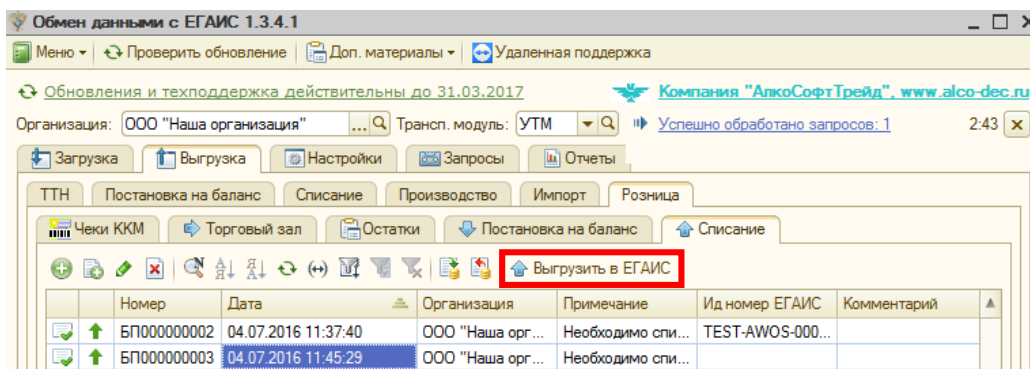 Обмен данными с ЕГАИС 1.3.4.1
Меню Проверить обновление Доп. материалы Удаленная поддержка
Обновления и техподдержка действительны до 31.03.2017 Компания "АлкоСофтТрейд", www.alco-dec.ru
Организация: ООО "Наша организация" ... Трансп. модуль: УТМ Успешно обработано запросов: 1 2:43
Загрузка Выгрузка Настройки Запросы Отчеты
ТТН Постановка на баланс Списание Производство Импорт Розница
Чеки ККМ Торговый зал Остатки Постановка на баланс Списание
Выгрузить в ЕГАИС
Номер Дата Организация Примечание Ид номер ЕГАИС Комментарий
БП000000002 04.07.2016 11:37:40 ООО "Наша орг... Необходимо спи... TEST-AWOS-000...
БП000000003 04.07.2016 11:45:29 ООО "Наша орг... Необходимо спи...